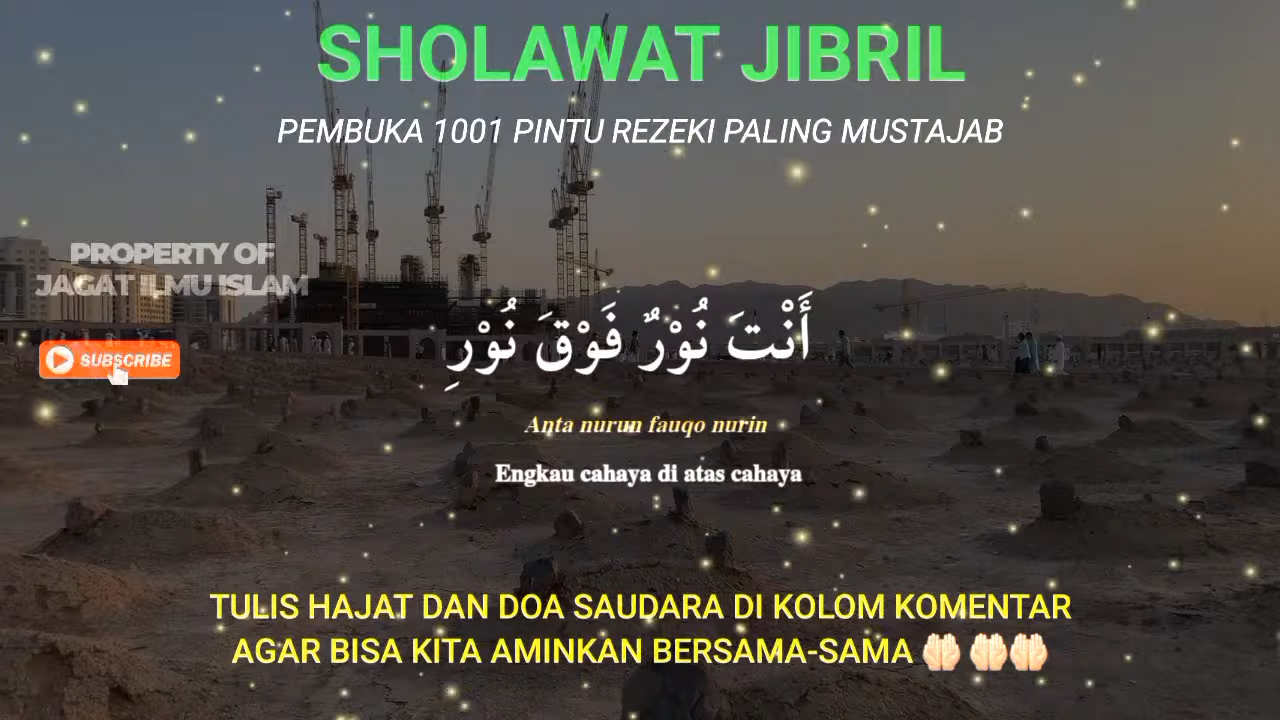 SHOLAWAT JIBRIL
PEMBUKA 1001 PINTU REZEKI PALING MUSTAJAB
PROPERTY OF
JAGAT ILMU ISLAM
SUBSCRIBE
أَنْتَ نُوْرٌ فَوْقَ نُوْرِ
Anta nurun fauqo nurin
Engkau cahaya di atas cahaya
TULIS HAJAT DAN DOA SAUDARA DI KOLOM KOMENTAR
AGAR BISA KITA AMINKAN BERSAMA-SAMA 🤲🏻 🤲🏻🤲🏻